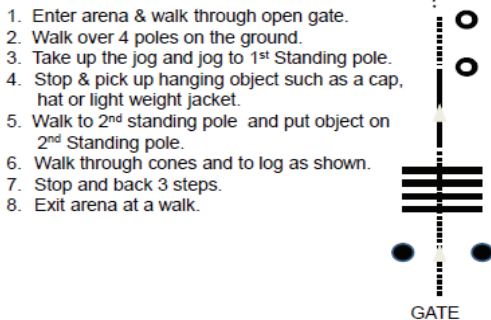 1. Enter arena & walk through open gate.
2. Walk over 4 poles on the ground.
3. Take up the jog and jog to 1st Standing pole.
4. Stop & pick up hanging object such as a cap,
hat or light weight jacket.
5. Walk to 2nd standing pole and put object on
2nd Standing pole.
6. Walk through cones and to log as shown.
7. Stop and back 3 steps.
8. Exit arena at a walk.
GATE